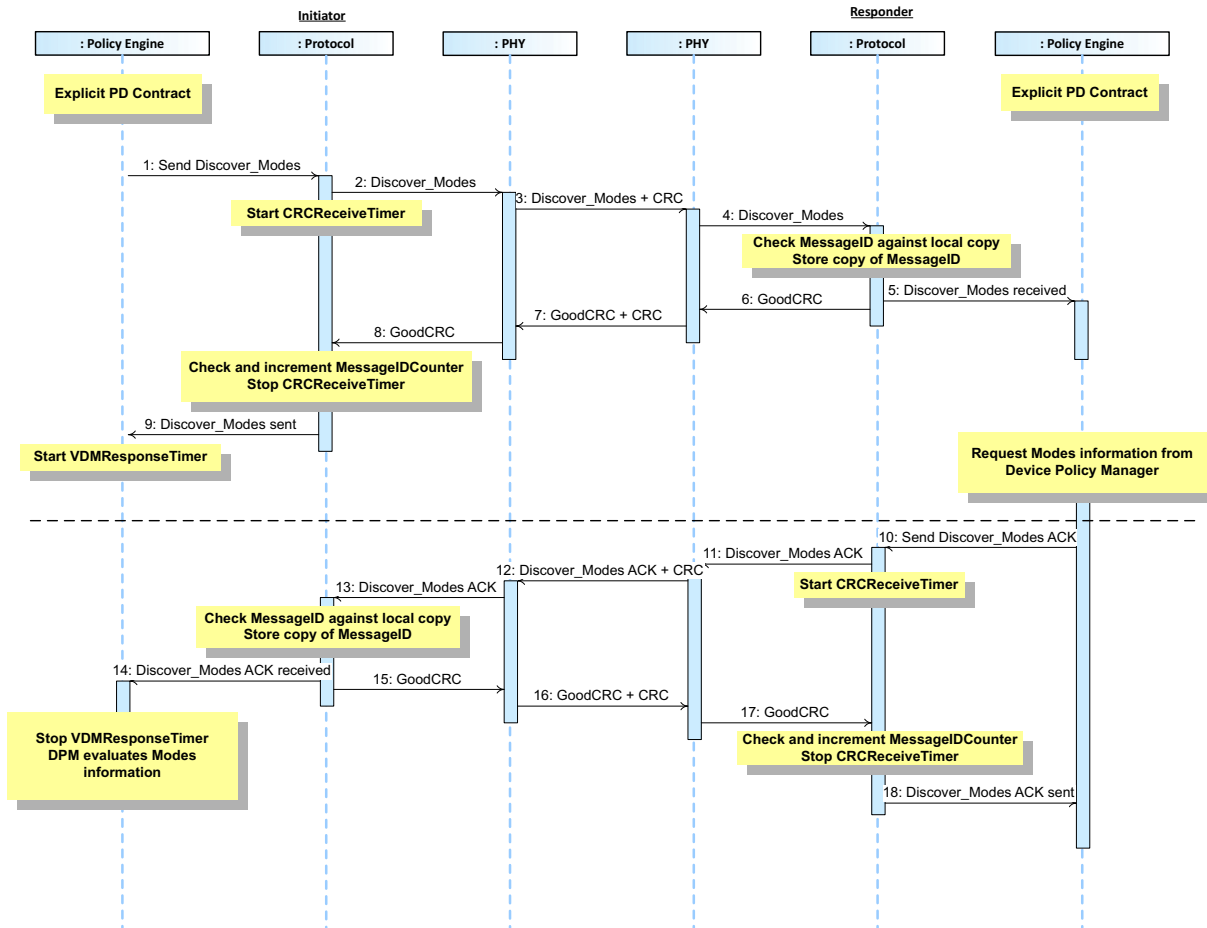 Initiator
Responder
: Policy Engine
: Protocol
: PHY
: PHY
: Protocol
: Policy Engine
Explicit PD Contract
Explicit PD Contract
1: Send Discover_Modes
2: Discover_Modes
3: Discover_Modes + CRC
Start CRCReceiveTimer
4: Discover_Modes
Check MessageID against local copy
Store copy of MessageID
5: Discover_Modes received
6: GoodCRC
7: GoodCRC + CRC
8: GoodCRC
Check and increment MessageIDCounter
Stop CRCReceiveTimer
9: Discover_Modes sent
Start VDMResponseTimer
Request Modes information from
Device Policy Manager
10: Send Discover_Modes ACK
11: Discover_Modes ACK
12: Discover_Modes ACK + CRC
Start CRCReceiveTimer
13: Discover_Modes ACK
Check MessageID against local copy
Store copy of MessageID
14: Discover_Modes ACK received
15: GoodCRC
16: GoodCRC + CRC
17: GoodCRC
Stop VDMResponseTimer
DPM evaluates Modes
information
Check and increment MessageIDCounter
Stop CRCReceiveTimer
18: Discover_Modes ACK sent